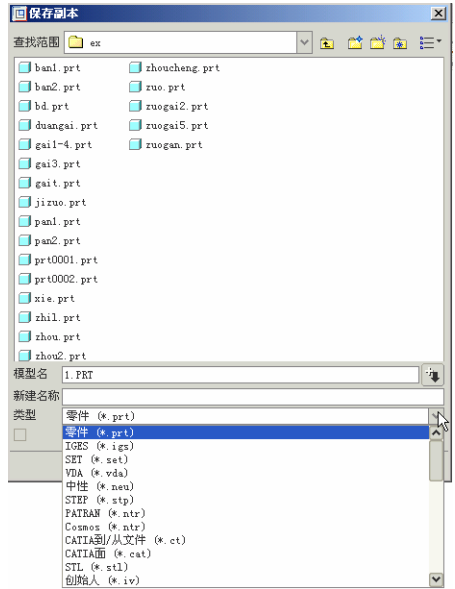 保存副本
查找范围 ex
ban1.prt
ban2.prt
bd.prt
duangai.prt
gai1-4.prt
gai3.prt
gait.prt
jizuo.prt
pan1.prt
pan2.prt
prt0001.prt
prt0002.prt
xie.prt
zhil.prt
zhou.prt
zhou2.prt
zhoucheng.prt
zuo.prt
zuogai2.prt
zuogai5.prt
zuogan.prt
模型名 1.PRT
新建名称
类型 零件 (*.prt)
零件 (*.prt)
IGES (*.igs)
SET (*.set)
VDA (*.vda)
中性 (*.neu)
STEP (*.stp)
PATRAN (*.ntr)
Cosmos (*.ntr)
CATIA到/从文件 (*.ct)
CATIA面 (*.cat)
STL (*.stl)
创始人 (*.iv)